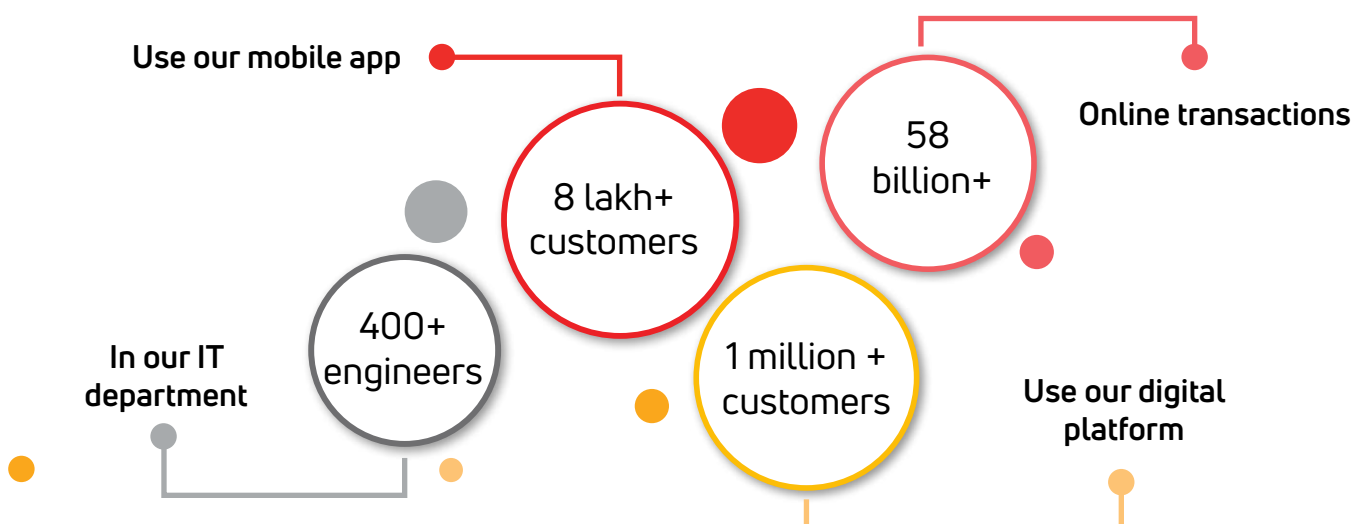 Use our mobile app
8 lakh+
customers
58
billion+
Online transactions
400+
engineers
In our IT
department
1 million +
customers
Use our digital
platform